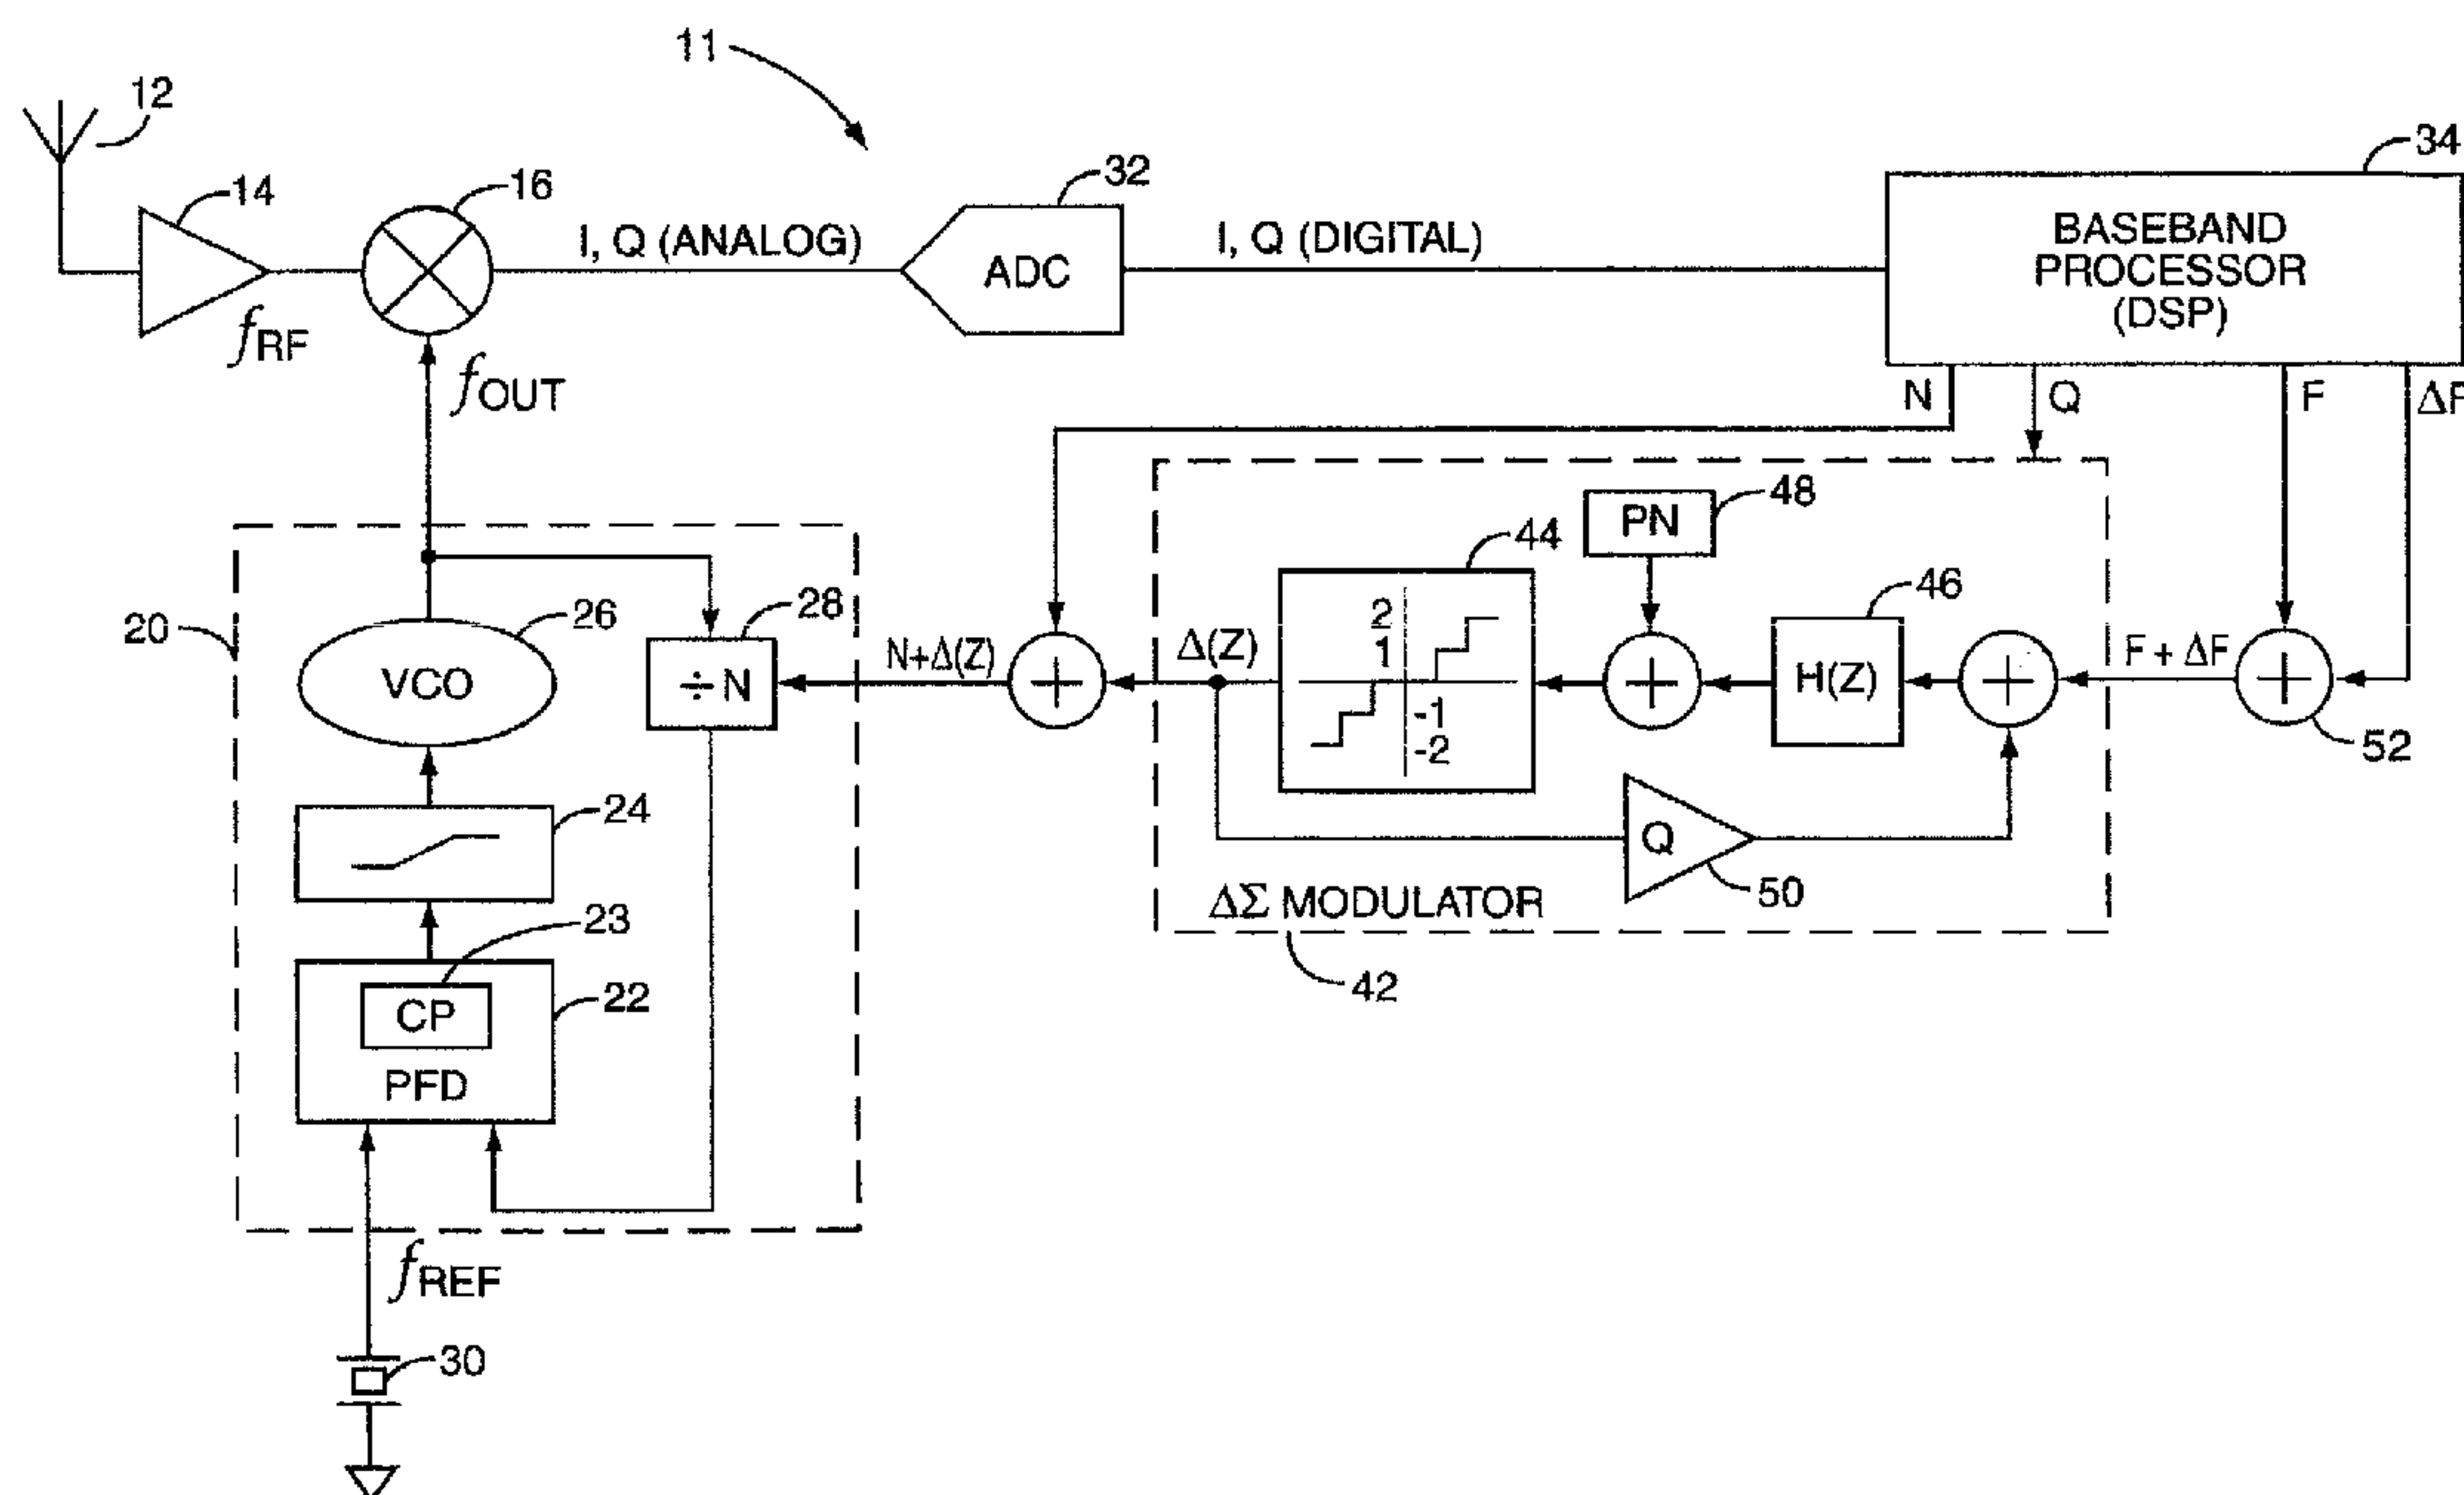 11
12
14
16
32
34
I, Q (ANALOG)
ADC
I, Q (DIGITAL)
BASEBAND
PROCESSOR
(DSP)
fRF
fOUT
N
Q
F
ΔF
48
PN
44
46
2
1
-1
-2
H(Z)
F + ΔF
52
Δ(Z)
N+Δ(Z)
20
26
28
VCO
÷ N
Q
50
ΔΣ MODULATOR
42
24
23
22
CP
PFD
fREF
30